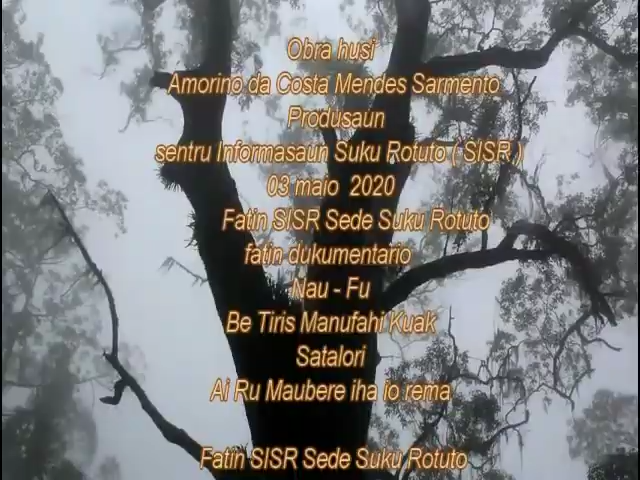 Obra husi
Amorino da Costa Mendes Sarmento
Produsaun
sentru Informasaun Suku Rotuto ( SISR )
03 maio 2020
Fatin SISR Sede Suku Rotuto
fatin dukumentario
Nau - Fu
Be Tiris Manufahi Kuak
Satalori
Ai Ru Maubere iha io rema
Fatin SISR Sede Suku Rotuto